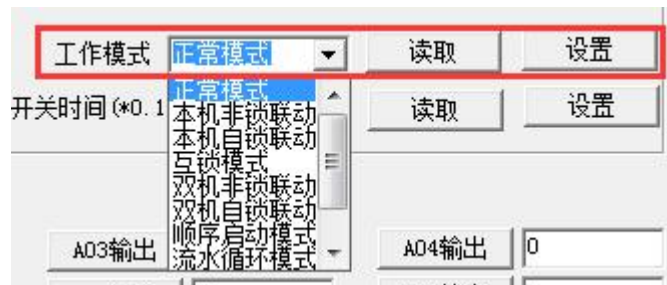 工作模式 正常模式 读取 设置
正常模式
开关时间(*0.1 读取 设置
本机非锁联动
本机自锁联动
互锁模式
双机非锁联动
双机自锁联动
顺序启动模式
AO3输出 AO4输出 0
流水循环模式